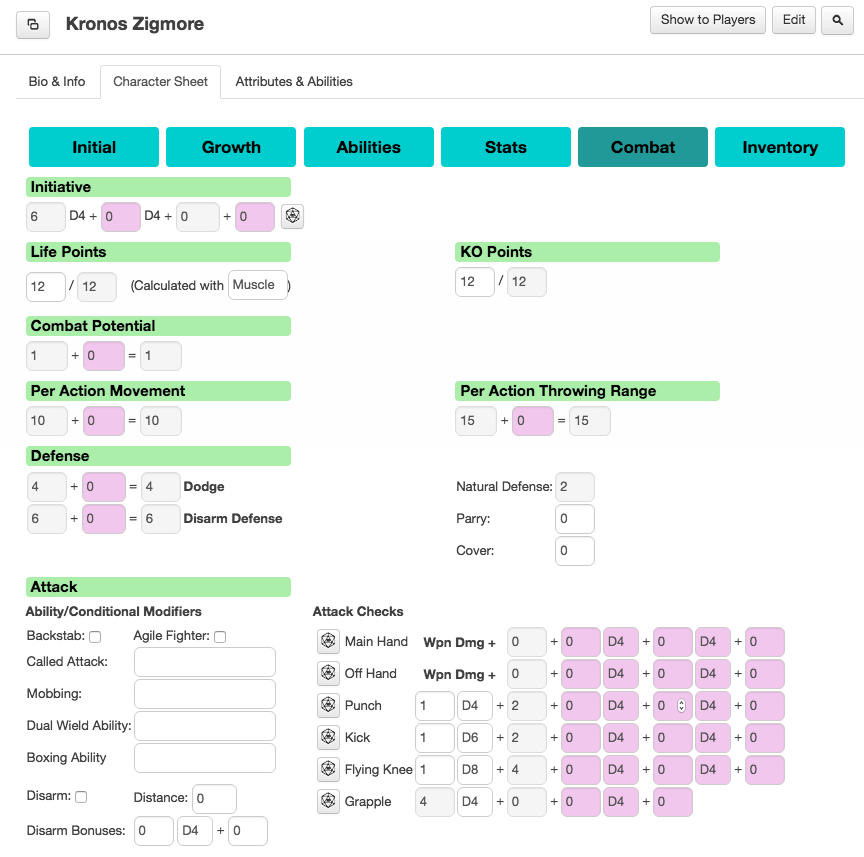 Kronos Zigmore
Show to Players
Edit
Bio & Info
Character Sheet
Attributes & Abilities
Initial
Growth
Abilities
Stats
Combat
Inventory
Initiative
6 D4 + 0 D4 + 0 + 0
Life Points
12 / 12 (Calculated with Muscle )
KO Points
12 / 12
Combat Potential
1 + 0 = 1
Per Action Movement
10 + 0 = 10
Per Action Throwing Range
15 + 0 = 15
Defense
4 + 0 = 4 Dodge
6 + 0 = 6 Disarm Defense
Natural Defense: 2
Parry: 0
Cover: 0
Attack
Ability/Conditional Modifiers
Backstab:
Agile Fighter:
Called Attack:
Mobbing:
Dual Wield Ability:
Boxing Ability
Disarm:
Distance: 0
Disarm Bonuses: 0 D4 + 0
Attack Checks
Main Hand Wpn Dmg + 0 + 0 D4 + 0 D4 + 0
Off Hand Wpn Dmg + 0 + 0 D4 + 0 D4 + 0
Punch 1 D4 + 2 + 0 D4 + 0 D4 + 0
Kick 1 D6 + 2 + 0 D4 + 0 D4 + 0
Flying Knee 1 D8 + 4 + 0 D4 + 0 D4 + 0
Grapple 4 D4 + 0 + 0 D4 + 0